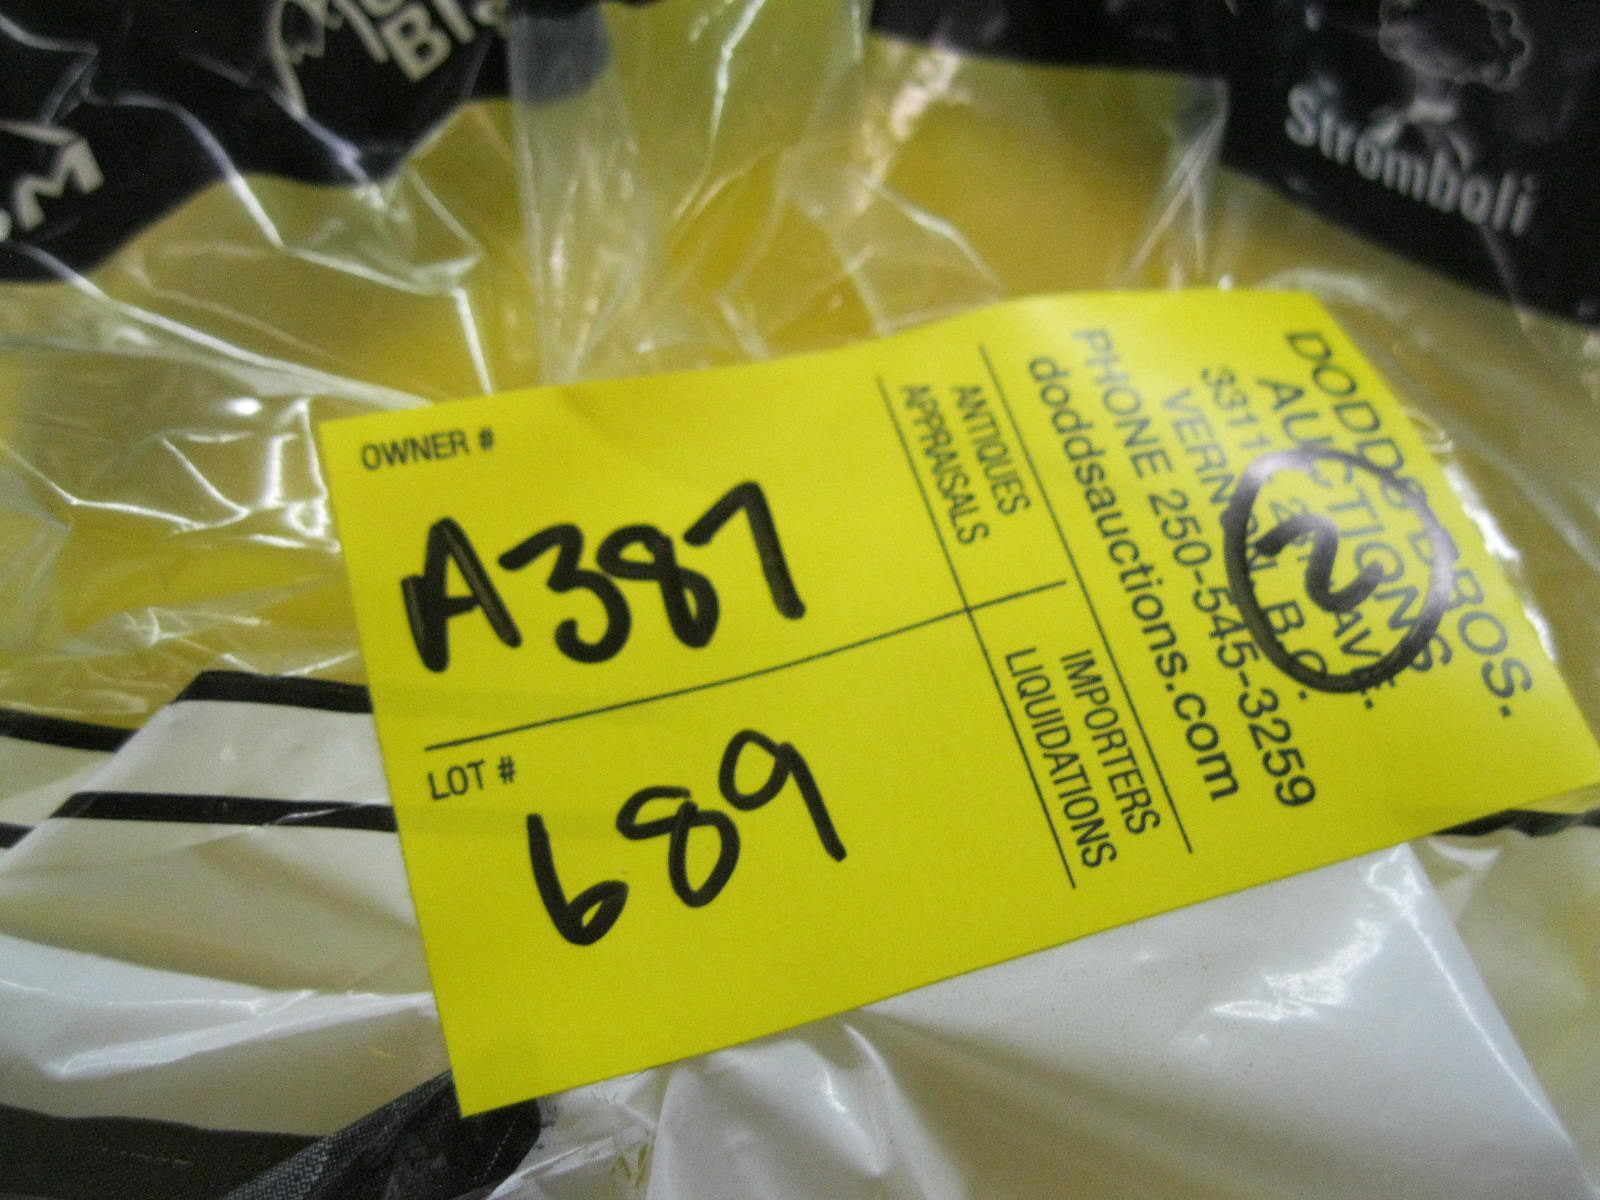 Stromboli
OWNER #
A387
LOT #
689
ANTIQUES
APPRAISALS
IMPORTERS
LIQUIDATIONS
DODDS BROS.
AUCTIONS
AVE.
VERNON, B.C.
PHONE 250-545-3259
doddsauctions.com
2